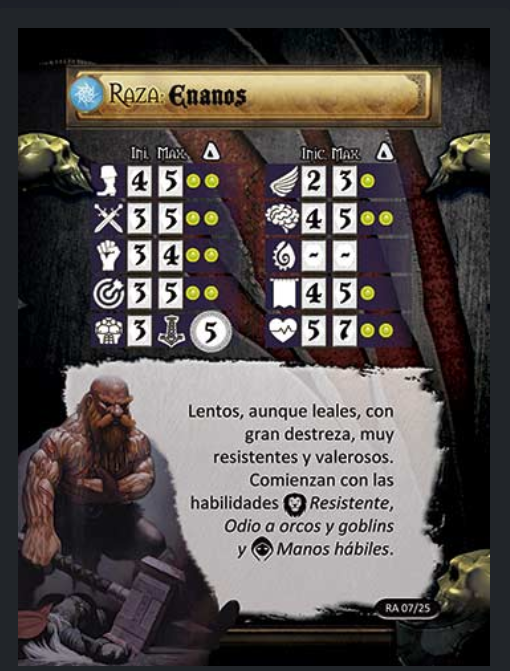 Raza: Enanos
Ini. Max.
Inic. Max.
4 5
2 3
3 5
4 5
3 4
- -
3 5
4 5
3 5
5 7
Lentos, aunque leales, con
gran destreza, muy
resistentes y valerosos.
Comienzan con las
habilidades Resistente,
Odio a orcos y goblins
y Manos hábiles.
RA 07/25